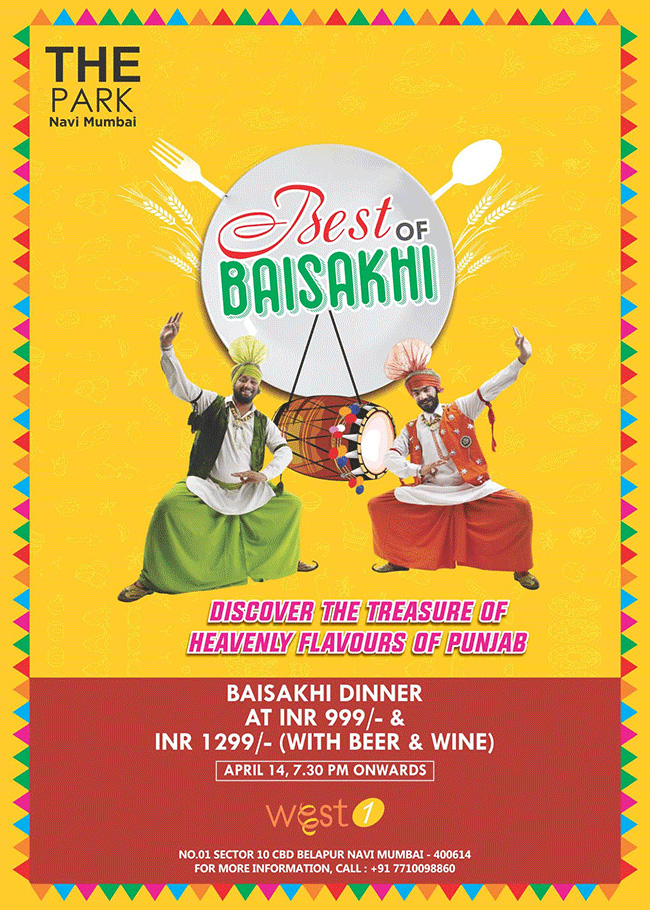 THE
PARK
Navi Mumbai
Best OF
BAISAKHI
DISCOVER THE TREASURE OF
HEAVENLY FLAVOURS OF PUNJAB
BAISAKHI DINNER
AT INR 999/- &
INR 1299/- (WITH BEER & WINE)
APRIL 14, 7.30 PM ONWARDS
west 1
NO.01 SECTOR 10 CBD BELAPUR NAVI MUMBAI - 400614
FOR MORE INFORMATION, CALL : +91 7710098860